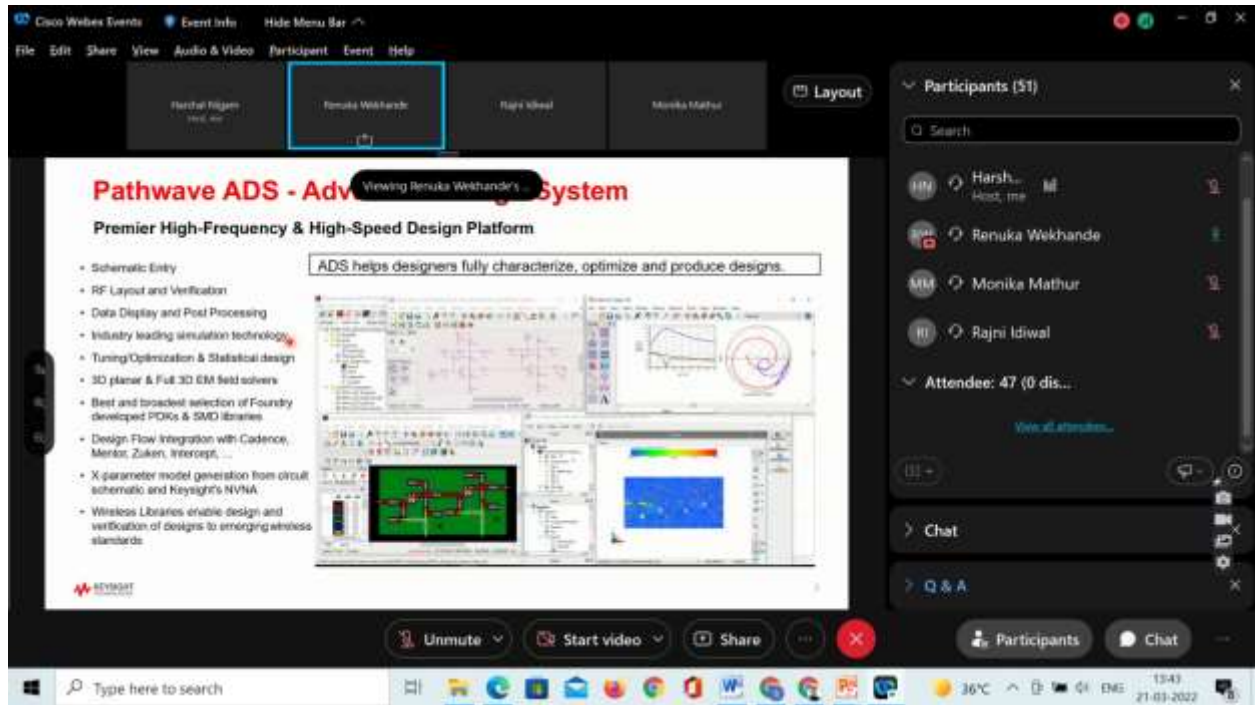 Cisco Webex Events Event Info Hide Menu Bar
File Edit Share View Audio & Video Participant Event Help
Harshal Nigam
Host, me
Renuka Wekhande
Rajni Idiwal
Monika Mathur
Layout
Viewing Renuka Wekhande's ...
Pathwave ADS - Adv System
Premier High-Frequency & High-Speed Design Platform
ADS helps designers fully characterize, optimize and produce designs.
• Schematic Entry
• RF Layout and Verification
• Data Display and Post Processing
• Industry leading simulation technology
• Tuning/Optimization & Statistical design
• 3D planar & Full 3D EM field solvers
• Best and broadest selection of Foundry
developed PDKs & SMD libraries
• Design Flow Integration with Cadence,
Mentor, Zuken, Intercept, ...
• X-parameter model generation from circuit
schematic and Keysight's NVNA
• Wireless Libraries enable design and
verification of designs to emerging wireless
standards
KEYSIGHT
TECHNOLOGIES
Participants (51)
Search
HN Harsh...
Host, me
Renuka Wekhande
MM Monika Mathur
RI Rajni Idiwal
Attendee: 47 (0 dis...
View all attendees...
Chat
Q & A
Unmute Start video Share
Participants Chat
Type here to search
36°C ENG
13:43
21-03-2022